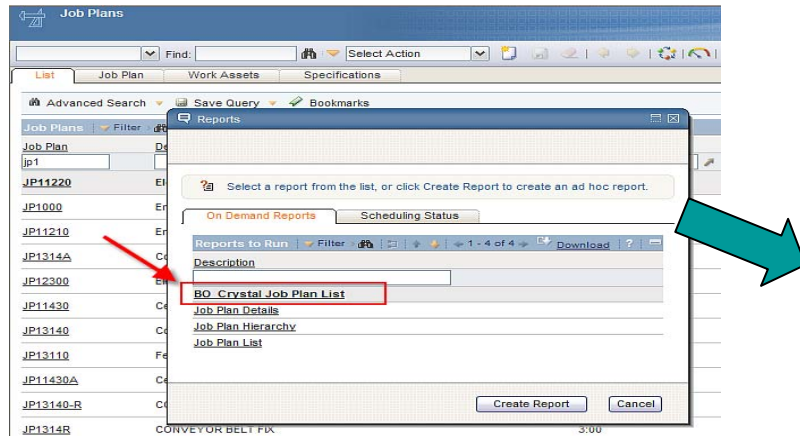 Job Plans
Find: Select Action
List Job Plan Work Assets Specifications
Advanced Search Save Query Bookmarks
Reports
Job Plans Filter
Job Plan
jp1
Select a report from the list, or click Create Report to create an ad hoc report.
JP11220
JP1000
On Demand Reports Scheduling Status
JP11210
Reports to Run Filter 1 - 4 of 4 Download ?
JP1314A
Description
JP12300
BO Crystal Job Plan List
JP11430
Job Plan Details
JP13140
Job Plan Hierarchy
Job Plan List
JP13110
JP11430A
JP13140-R
Create Report Cancel
JP1314R CONVEYOR BELT FIX 3:00